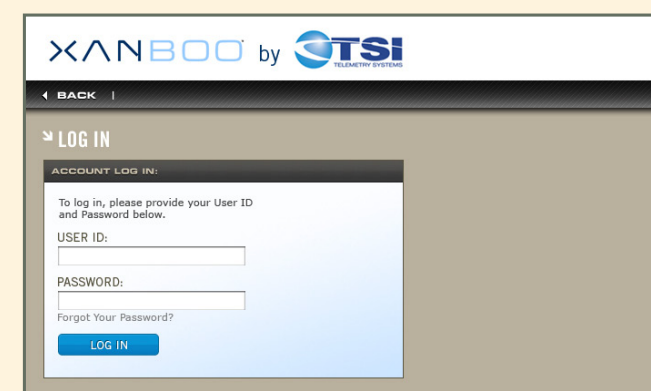 XANBOO by TSI
TELEMETRY SYSTEMS
BACK |
LOG IN
ACCOUNT LOG IN:
To log in, please provide your User ID
and Password below.
USER ID:
PASSWORD:
Forgot Your Password?
LOG IN